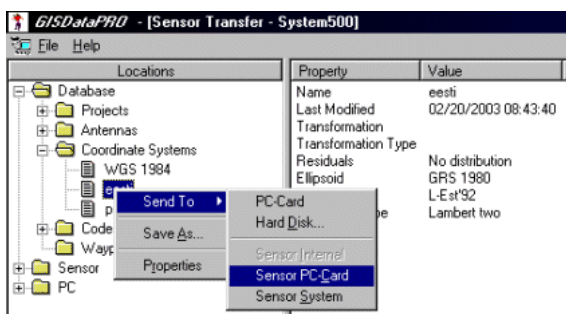 GISDataPRO - [Sensor Transfer - System500]
File Help
Locations
Property Value
Database
Projects
Antennas
Coordinate Systems
WGS 1984
Code
Sensor
PC
Name eesti
Last Modified 02/20/2003 08:43:40
Transformation
Transformation Type
Residuals No distribution
Ellipsoid GRS 1980
L-Est'92
Lambert two
Send To
Save As...
Properties
PC-Card
Hard Disk...
Sensor Internal
Sensor PC-Card
Sensor System